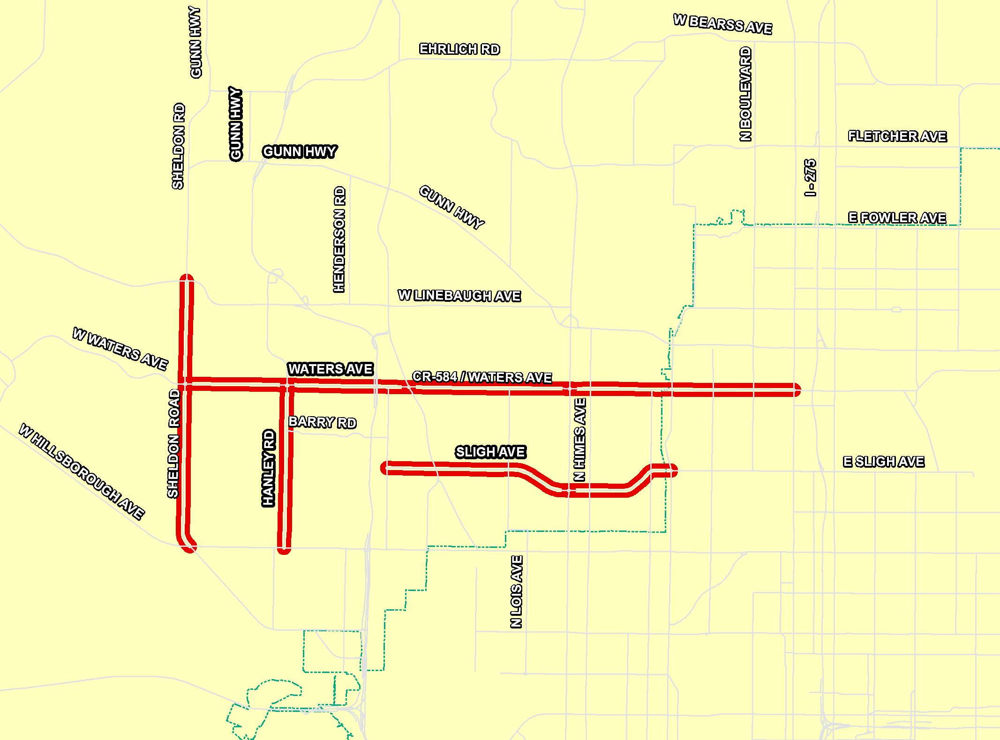 GUNN HWY
W BEARSS AVE
EHRLICH RD
N BOULEVARD
GUNN HWY
SHELDON RD
GUNN HWY
FLETCHER AVE
I - 275
GUNN HWY
HENDERSON RD
E FOWLER AVE
W LINEBAUGH AVE
W WATERS AVE
WATERS AVE
CR-584 / WATERS AVE
SHELDON ROAD
BARRY RD
N HIMES AVE
HANLEY RD
SLIGH AVE
E SLIGH AVE
W HILLSBOROUGH AVE
N LOIS AVE